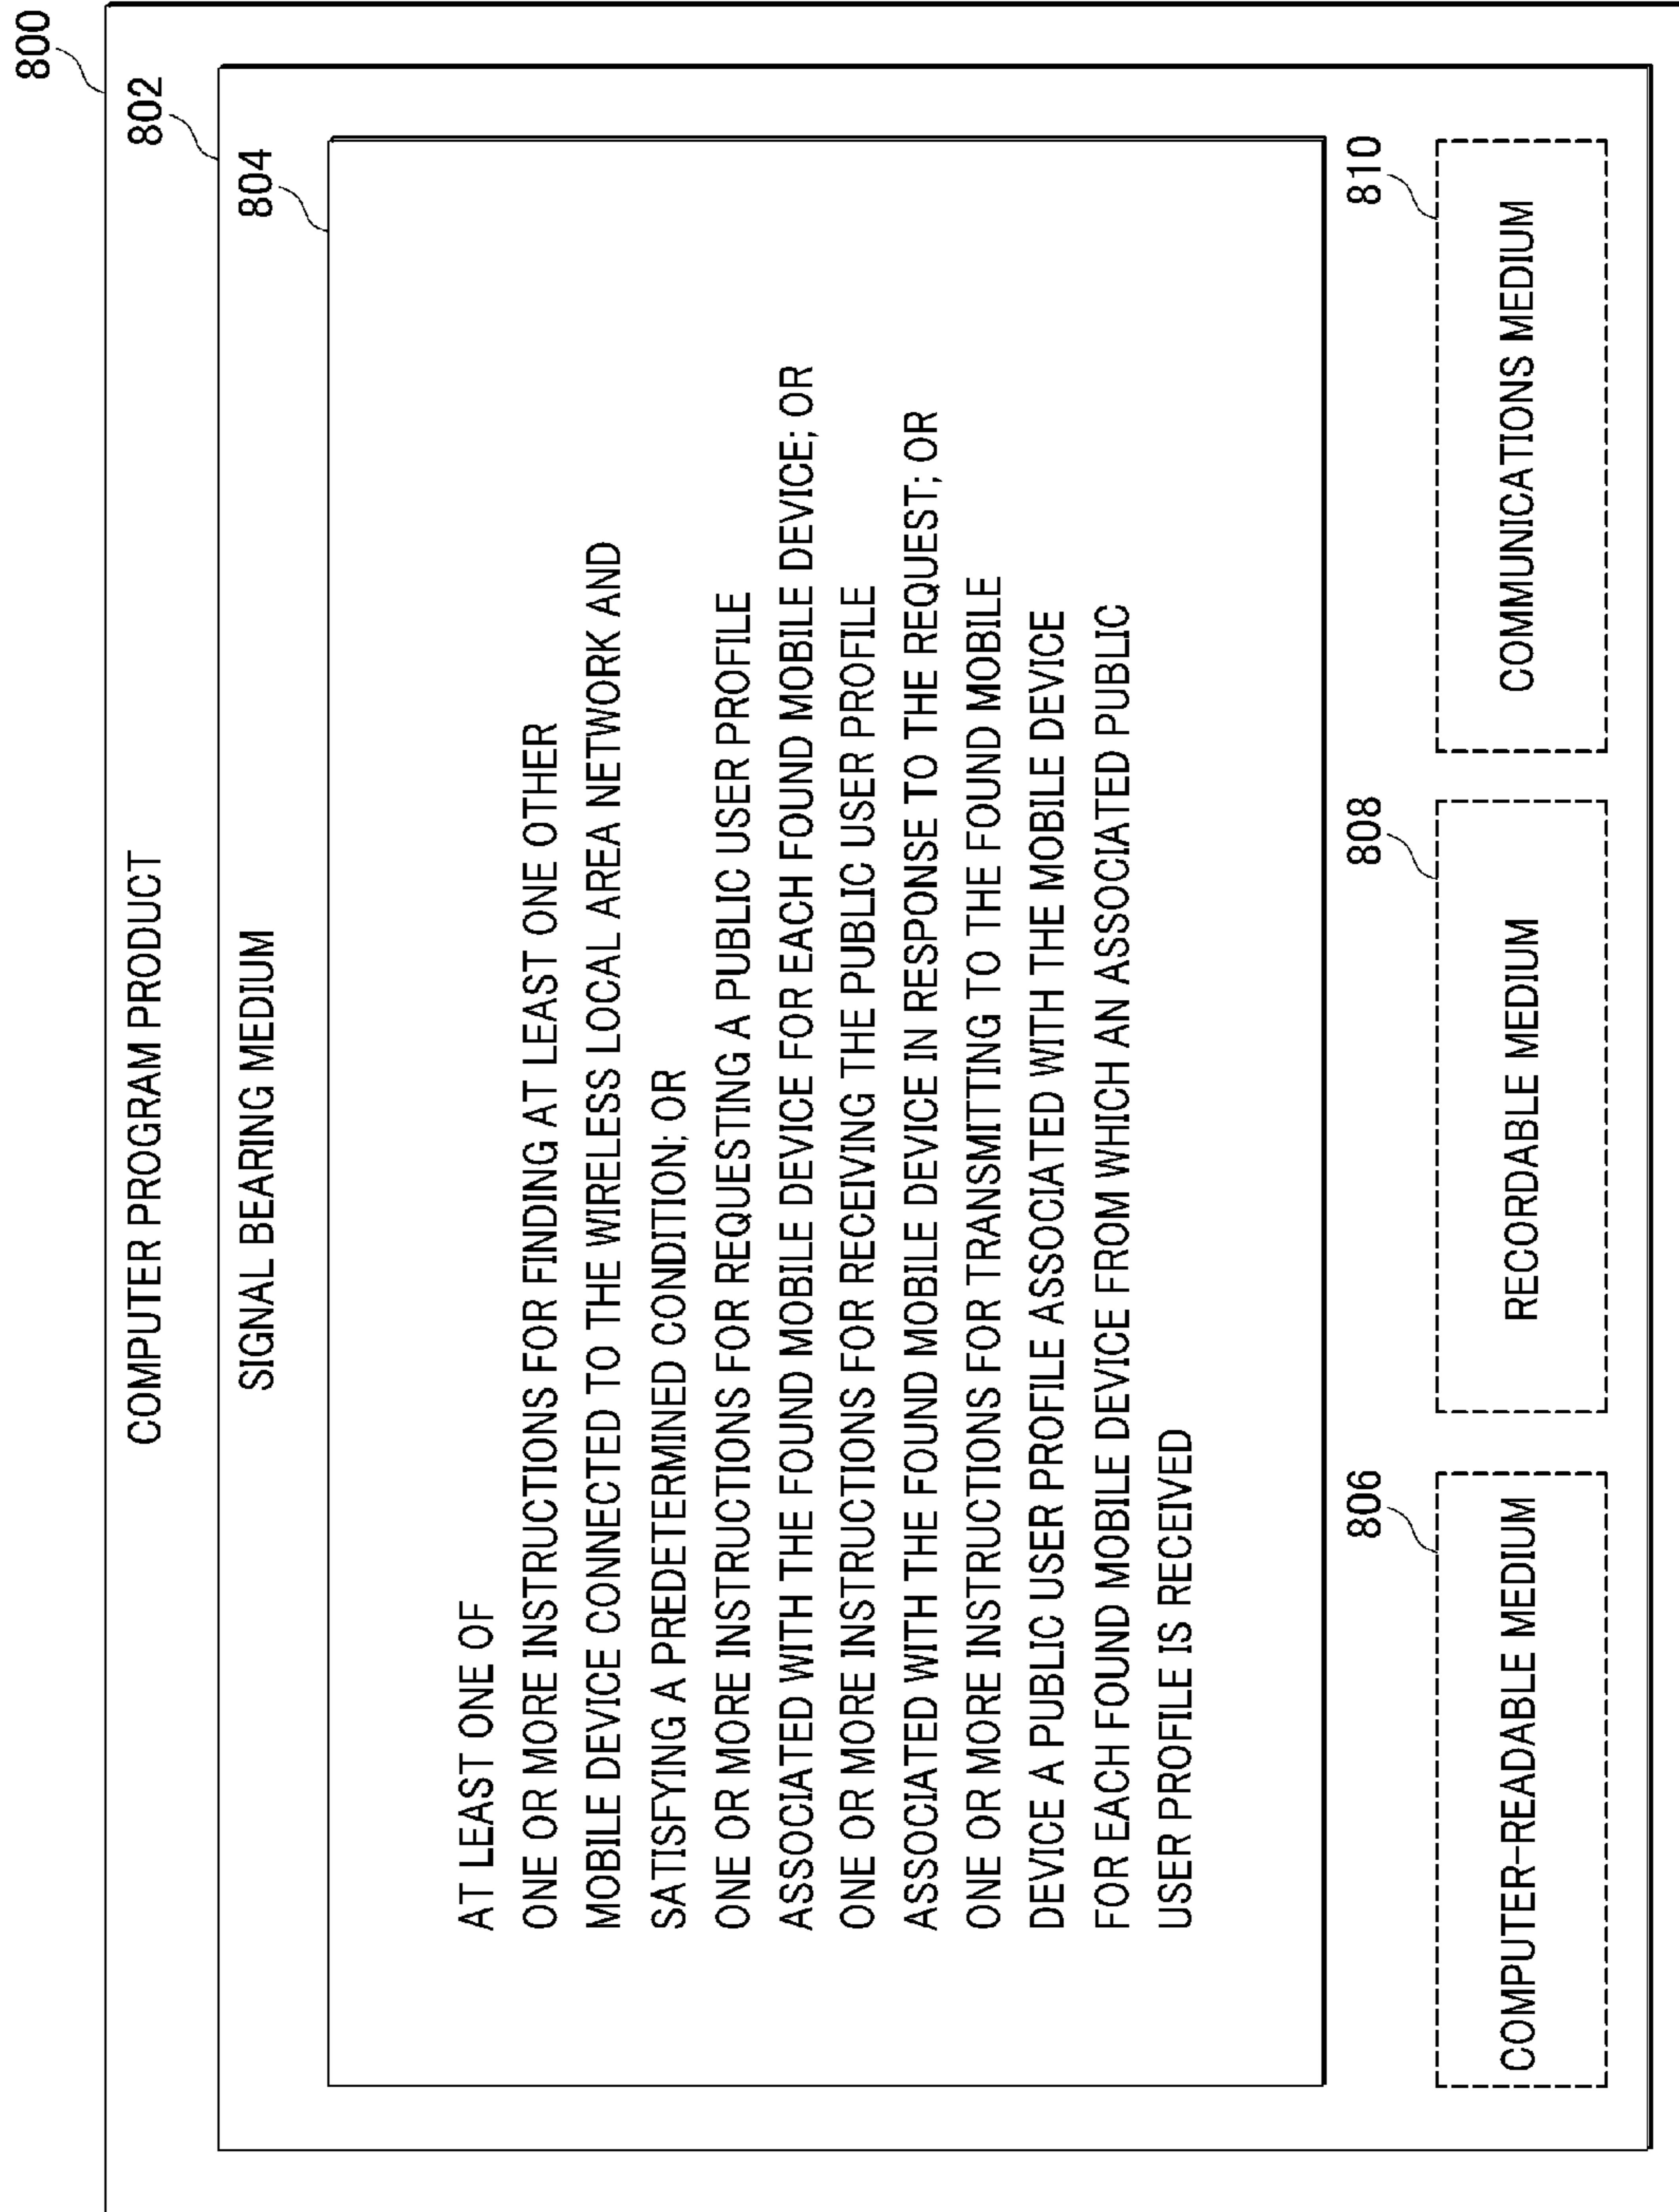 800
COMPUTER PROGRAM PRODUCT
802
SIGNAL BEARING MEDIUM
804
AT LEAST ONE OF
ONE OR MORE INSTRUCTIONS FOR FINDING AT LEAST ONE OTHER
MOBILE DEVICE CONNECTED TO THE WIRELESS LOCAL AREA NETWORK AND
SATISFYING A PREDETERMINED CONDITION; OR
ONE OR MORE INSTRUCTIONS FOR REQUESTING A PUBLIC USER PROFILE
ASSOCIATED WITH THE FOUND MOBILE DEVICE FOR EACH FOUND MOBILE DEVICE; OR
ONE OR MORE INSTRUCTIONS FOR RECEIVING THE PUBLIC USER PROFILE
ASSOCIATED WITH THE FOUND MOBILE DEVICE IN RESPONSE TO THE REQUEST; OR
ONE OR MORE INSTRUCTIONS FOR TRANSMITTING TO THE FOUND MOBILE
DEVICE A PUBLIC USER PROFILE ASSOCIATED WITH THE MOBILE DEVICE
FOR EACH FOUND MOBILE DEVICE FROM WHICH AN ASSOCIATED PUBLIC
USER PROFILE IS RECEIVED
806
COMPUTER-READABLE MEDIUM
808
RECORDABLE MEDIUM
810
COMMUNICATIONS MEDIUM